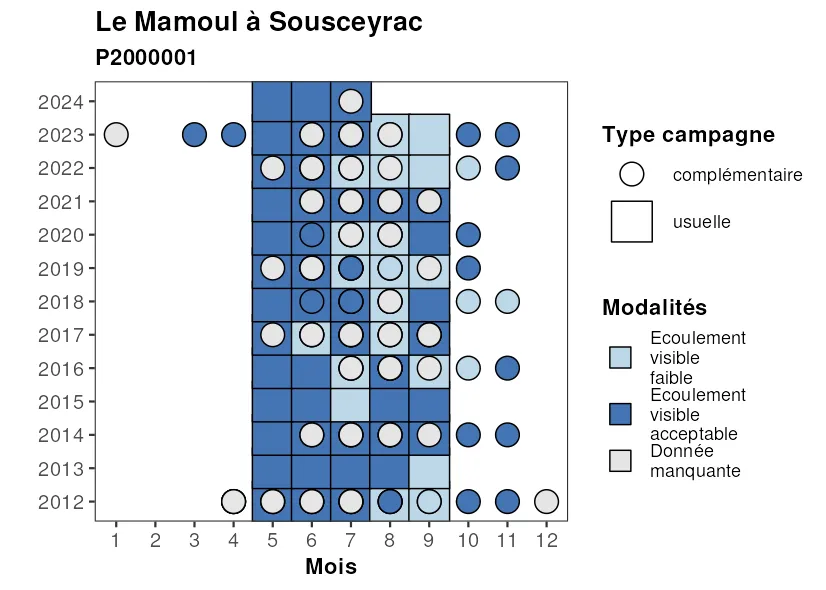 Le Mamoul à Sousceyrac
P2000001
2024
2023
2022
2021
2020
2019
2018
2017
2016
2015
2014
2013
2012
1 2 3 4 5 6 7 8 9 10 11 12
Mois
Type campagne
complémentaire
usuelle
Modalités
Ecoulement
visible
faible
Ecoulement
visible
acceptable
Donnée
manquante